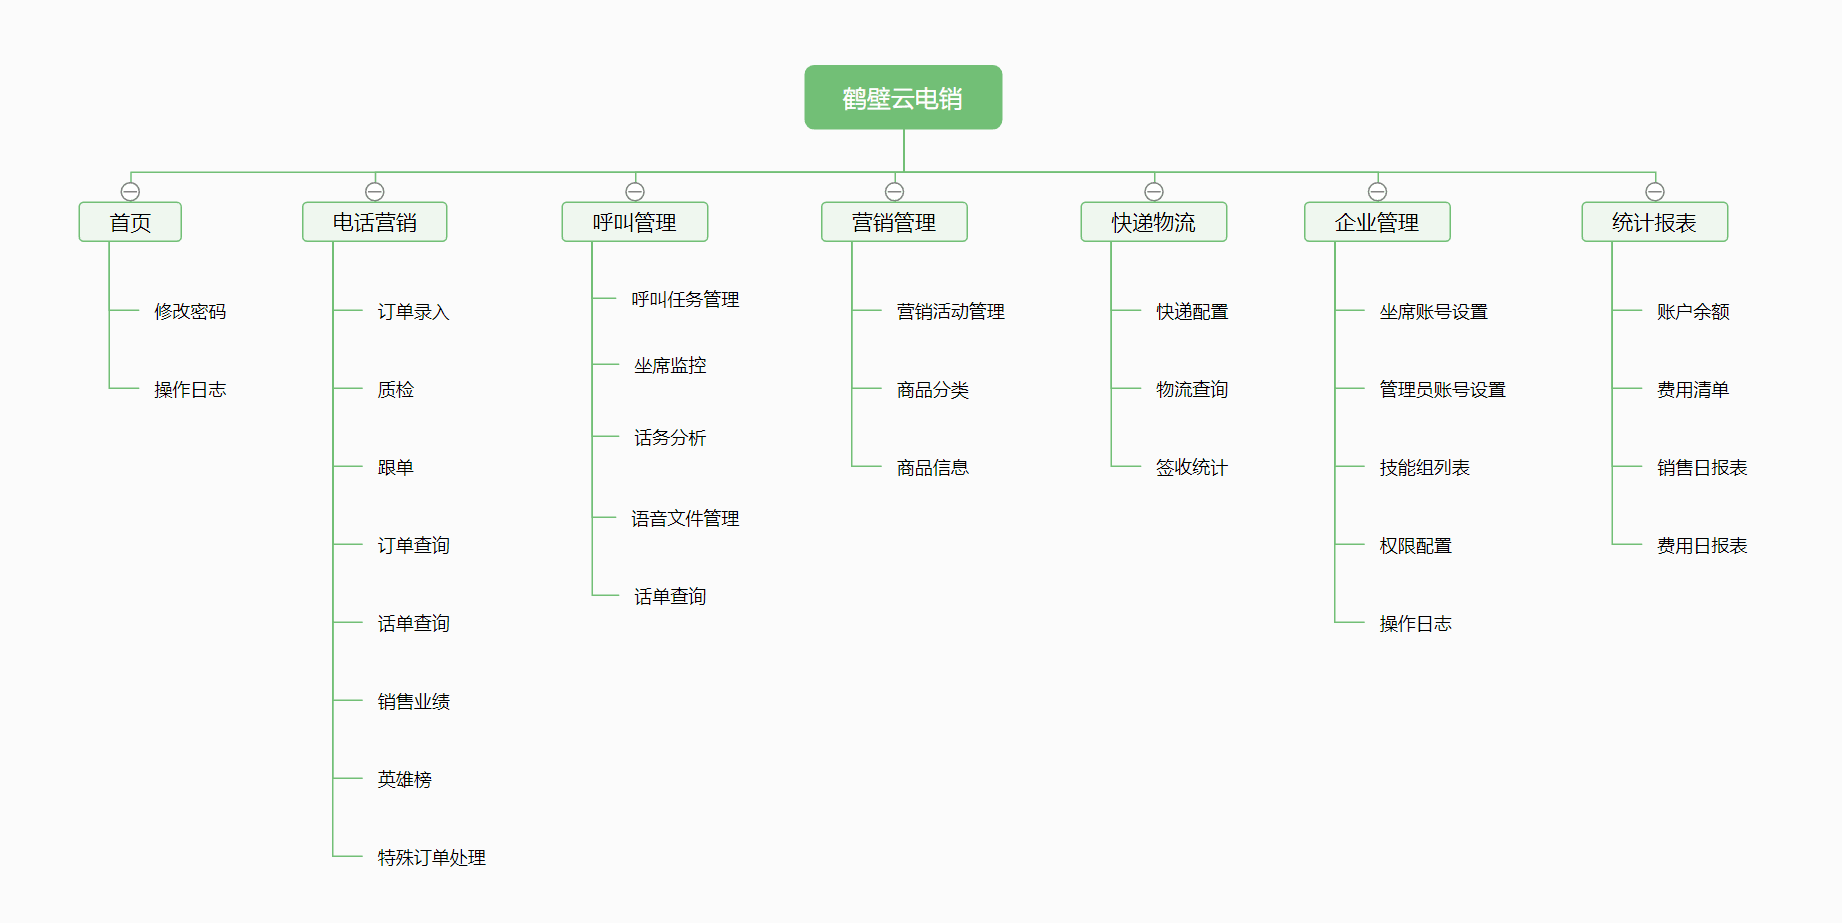 鹤壁云电销
首页
修改密码
操作日志
电话营销
订单录入
质检
跟单
订单查询
话单查询
销售业绩
英雄榜
特殊订单处理
呼叫管理
呼叫任务管理
坐席监控
话务分析
语音文件管理
话单查询
营销管理
营销活动管理
商品分类
商品信息
快递物流
快递配置
物流查询
签收统计
企业管理
坐席账号设置
管理员账号设置
技能组列表
权限配置
操作日志
统计报表
账户余额
费用清单
销售日报表
费用日报表